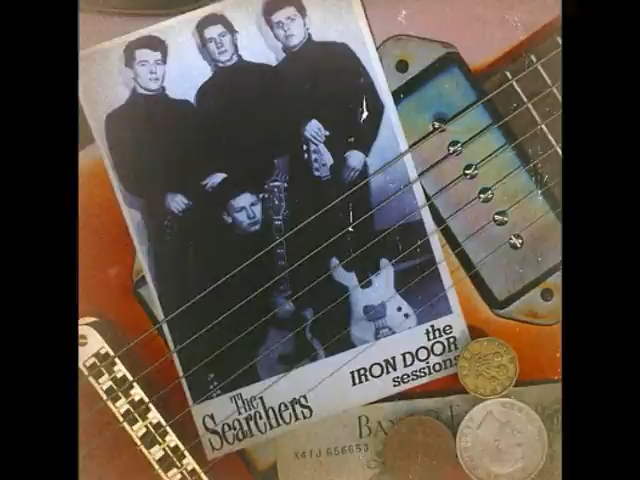 the
IRON DOOR
sessions
The
Searchers
X41J 656653